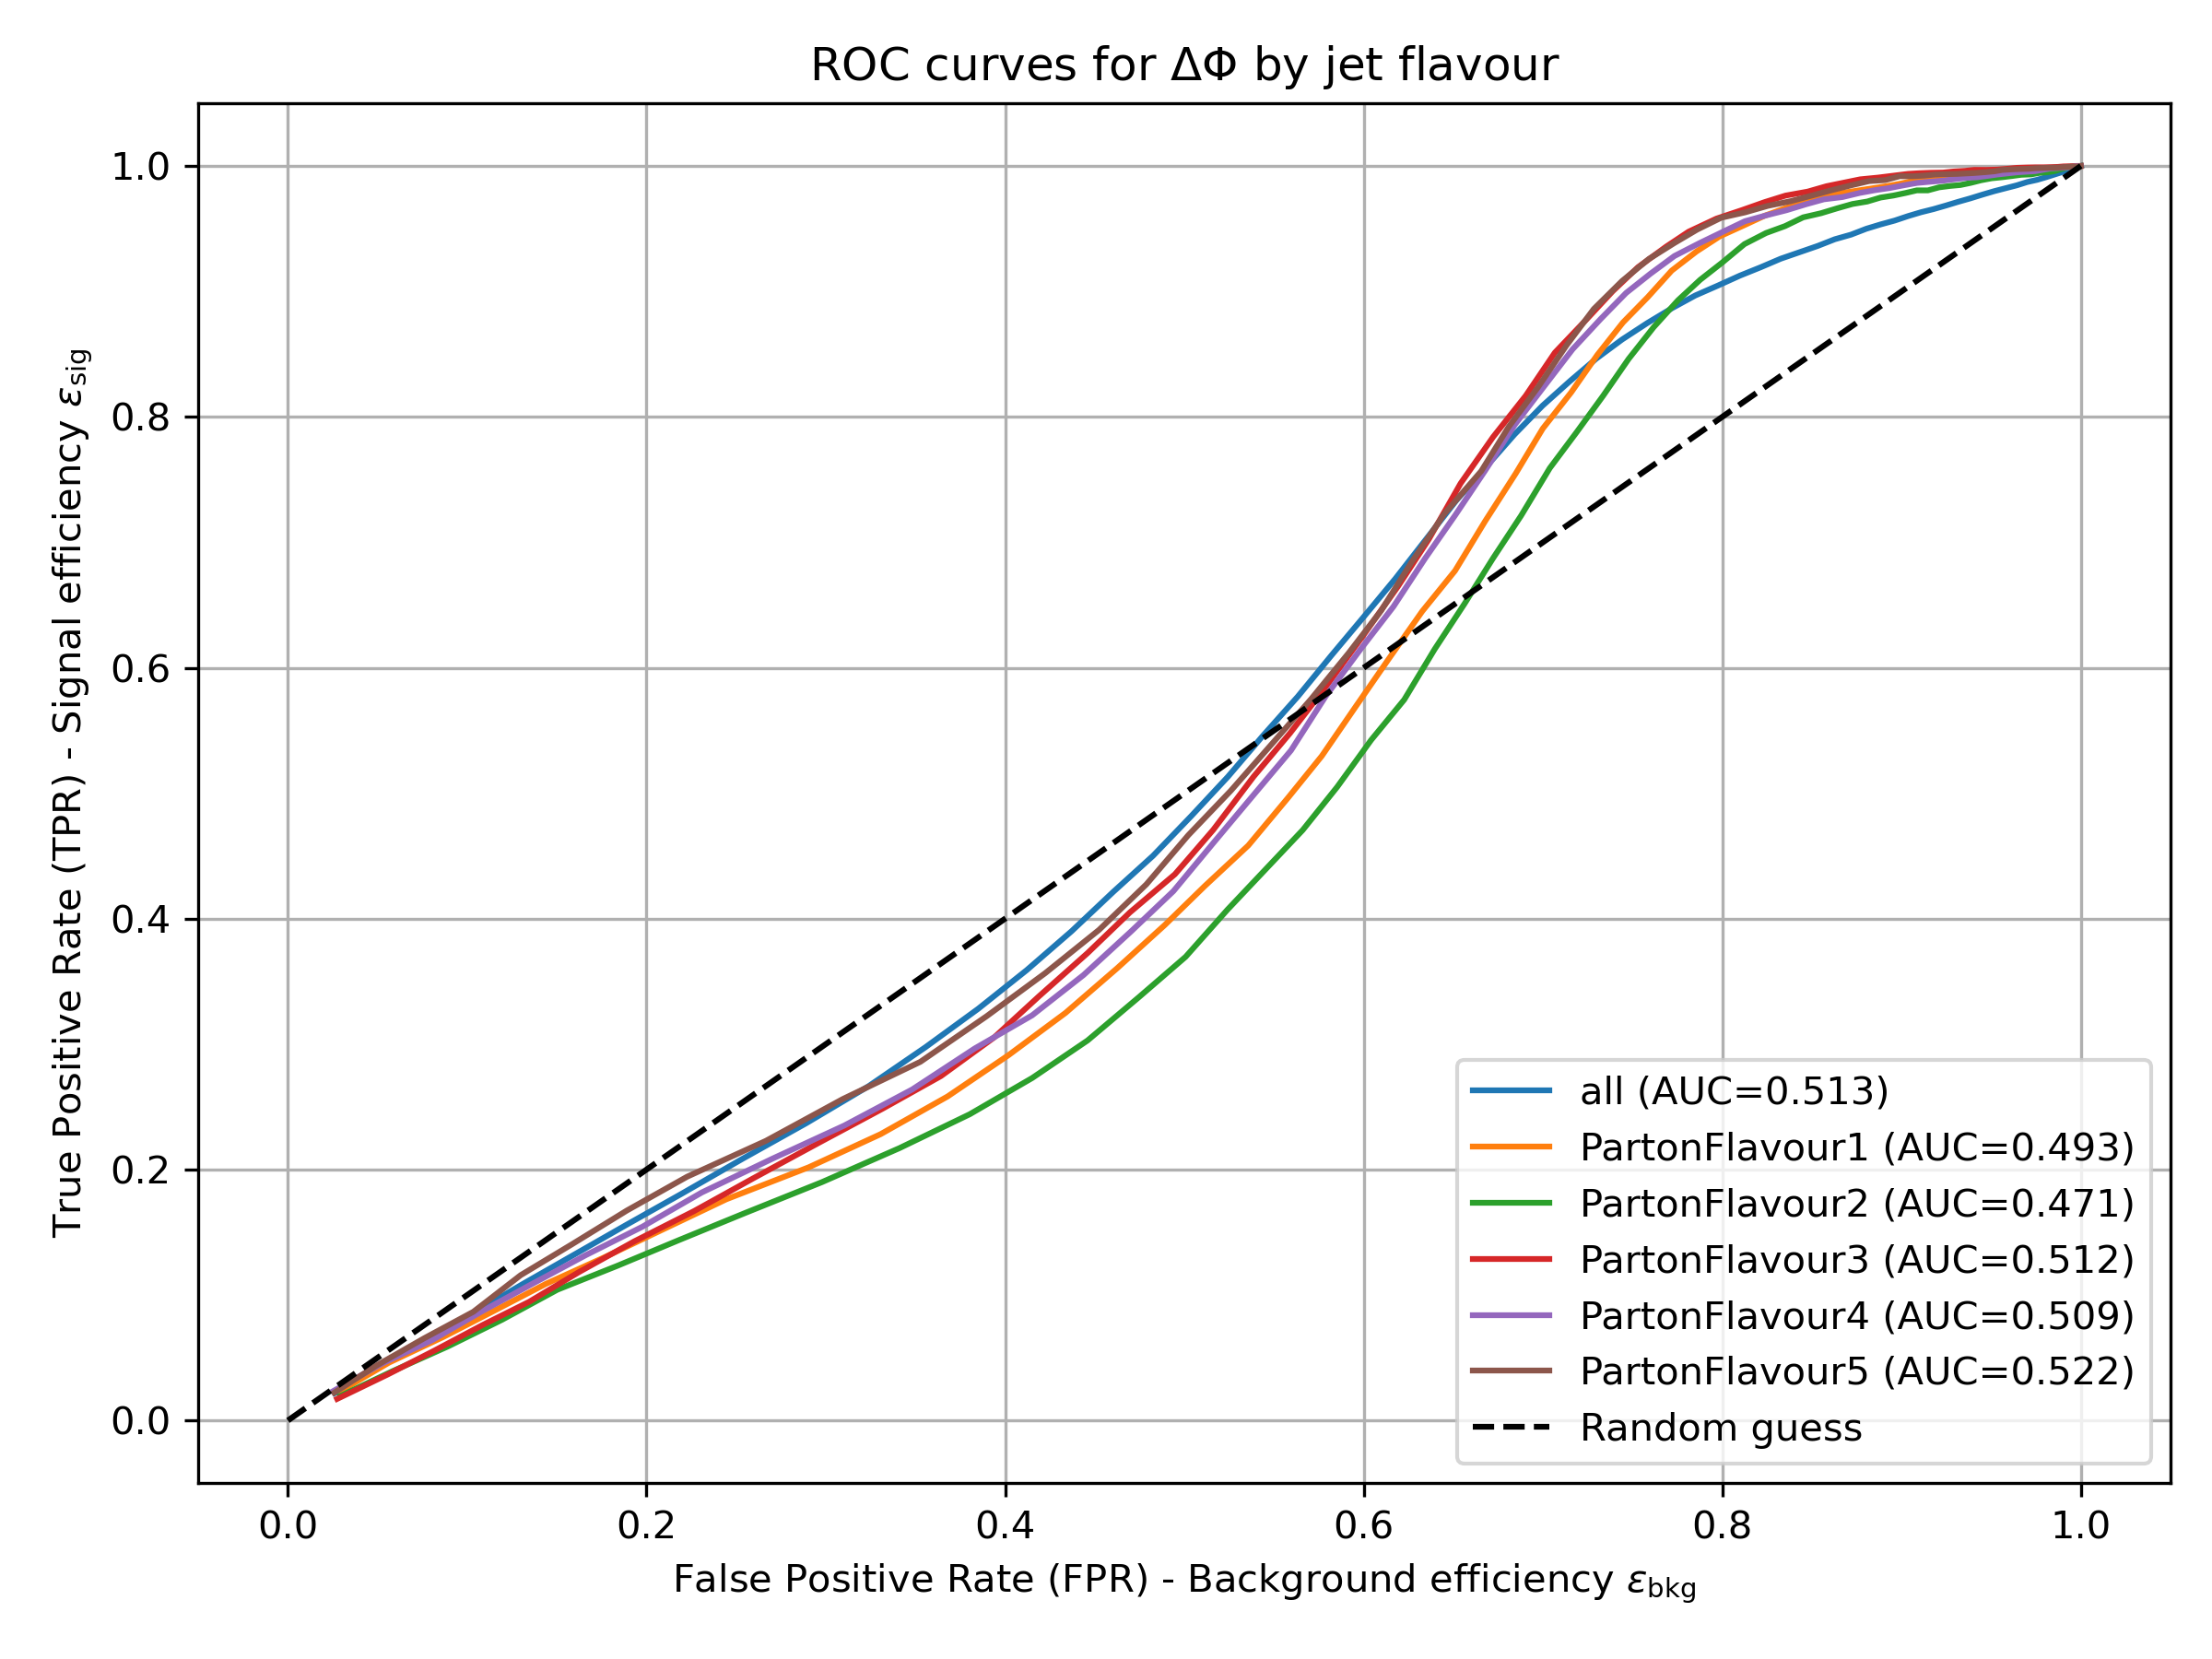 ROC curves for ΔΦ by jet flavour
True Positive Rate (TPR) - Signal efficiency εsig
1.0
0.8
0.6
0.4
0.2
0.0
all (AUC=0.513)
PartonFlavour1 (AUC=0.493)
PartonFlavour2 (AUC=0.471)
PartonFlavour3 (AUC=0.512)
PartonFlavour4 (AUC=0.509)
PartonFlavour5 (AUC=0.522)
Random guess
0.0 0.2 0.4 0.6 0.8 1.0
False Positive Rate (FPR) - Background efficiency εbkg